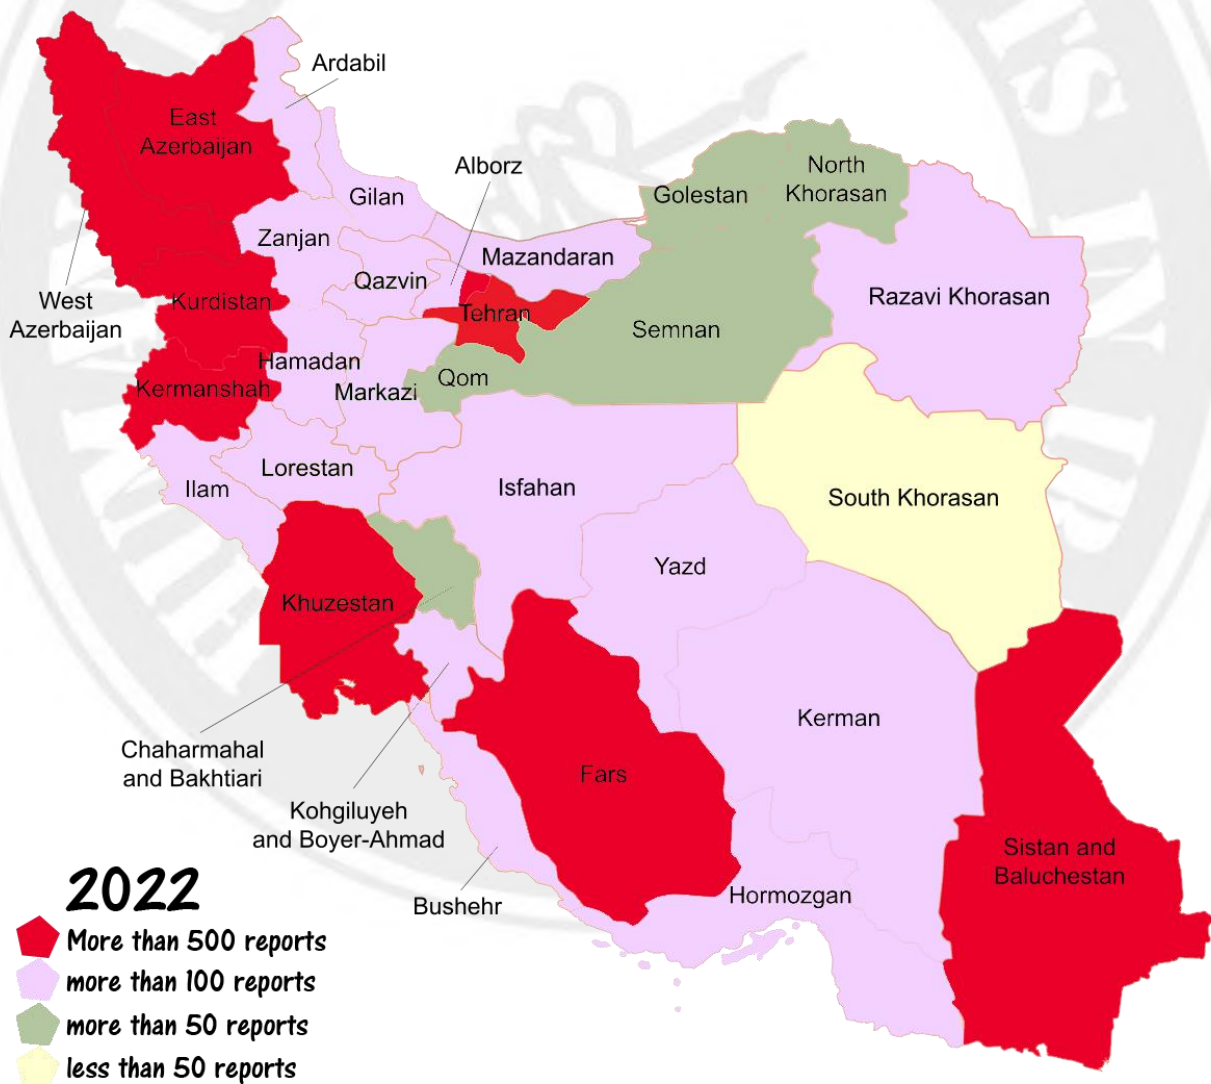 Ardabil
East
Azerbaijan
Alborz
North
Khorasan
Golestan
Gilan
Zanjan
Mazandaran
Qazvin
Razavi Khorasan
West
Azerbaijan
Kurdistan
Tehran
Semnan
Hamadan
Kermanshah
Markazi
Qom
Lorestan
Ilam
Isfahan
South Khorasan
Yazd
Khuzestan
Kerman
Chaharmahal
and Bakhtiari
Fars
Kohgiluyeh
and Boyer-Ahmad
Sistan and
Baluchestan
Hormozgan
Bushehr
2022
More than 500 reports
more than 100 reports
more than 50 reports
less than 50 reports